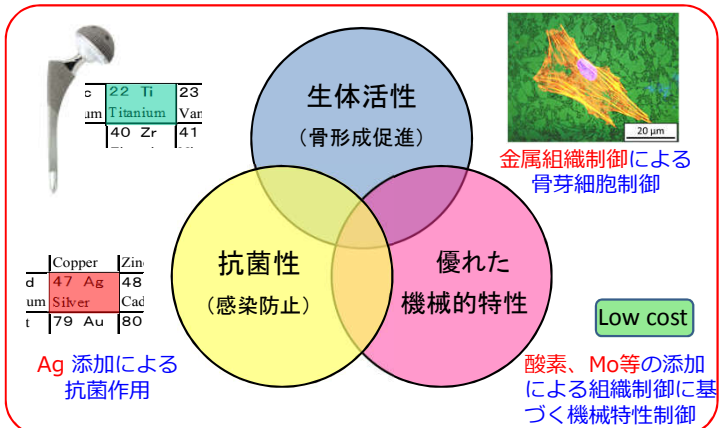 22 Ti
23
Titanium
Van
40 Zr
41
生体活性
（骨形成促進）
20 μm
金属組織制御による
骨芽細胞制御
Copper
Zin
d
47 Ag
48
um
Silver
Cad
t
79 Au
80
抗菌性
（感染防止）
優れた
機械的特性
Low cost
Ag 添加による
抗菌作用
酸素、Mo等の添加
による組織制御に基
づく機械特性制御